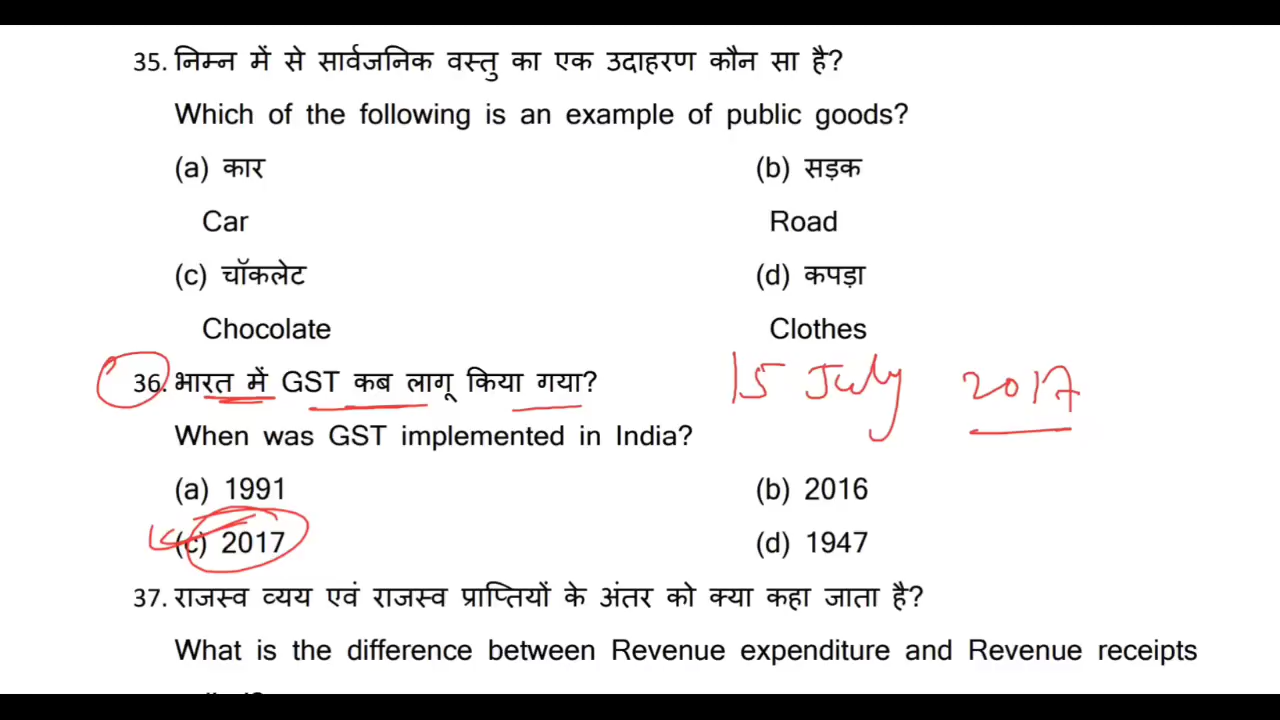 35. निम्न में से सार्वजनिक वस्तु का एक उदाहरण कौन सा है?
Which of the following is an example of public goods?
(a) कार (b) सड़क
Car Road
(c) चॉकलेट (d) कपड़ा
Chocolate Clothes
36. भारत में GST कब लागू किया गया? 15 July 2017
When was GST implemented in India?
(a) 1991 (b) 2016
(c) 2017 (d) 1947
37. राजस्व व्यय एवं राजस्व प्राप्तियों के अंतर को क्या कहा जाता है?
What is the difference between Revenue expenditure and Revenue receipts